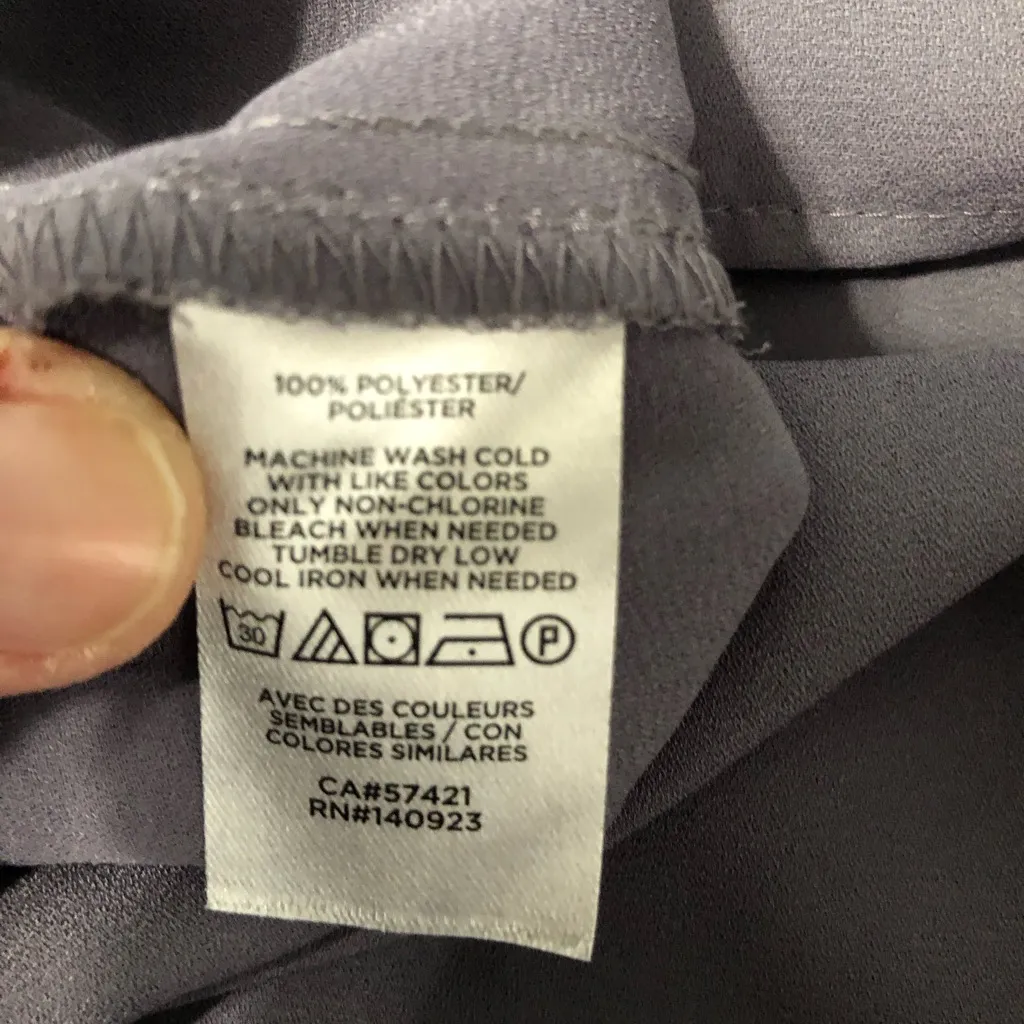 100% POLYESTER/
POLIÉSTER
MACHINE WASH COLD
WITH LIKE COLORS
ONLY NON-CHLORINE
BLEACH WHEN NEEDED
TUMBLE DRY LOW
COOL IRON WHEN NEEDED
30 P
AVEC DES COULEURS
SEMBLABLES / CON
COLORES SIMILARES
CA#57421
RN#140923